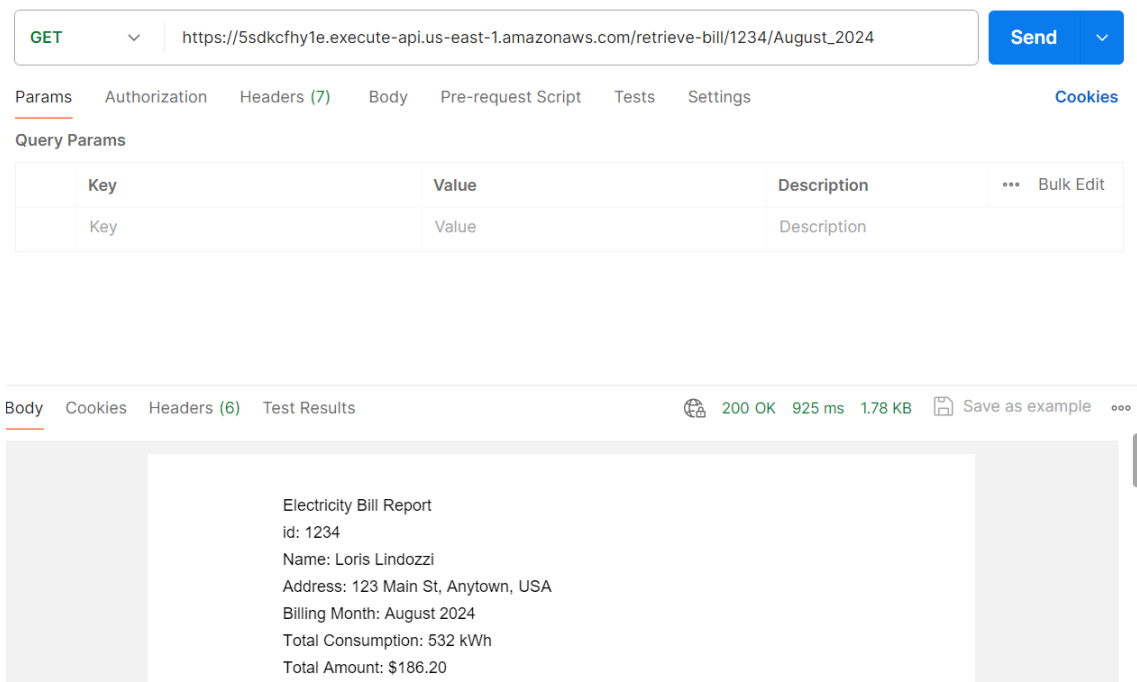 GET https://5sdkcfhy1e.execute-api.us-east-1.amazonaws.com/retrieve-bill/1234/August_2024 Send
Params Authorization Headers (7) Body Pre-request Script Tests Settings Cookies
Query Params
Key Value Description Bulk Edit
Key Value Description
Body Cookies Headers (6) Test Results 200 OK 925 ms 1.78 KB Save as example
Electricity Bill Report
id: 1234
Name: Loris Lindozzi
Address: 123 Main St, Anytown, USA
Billing Month: August 2024
Total Consumption: 532 kWh
Total Amount: $186.20